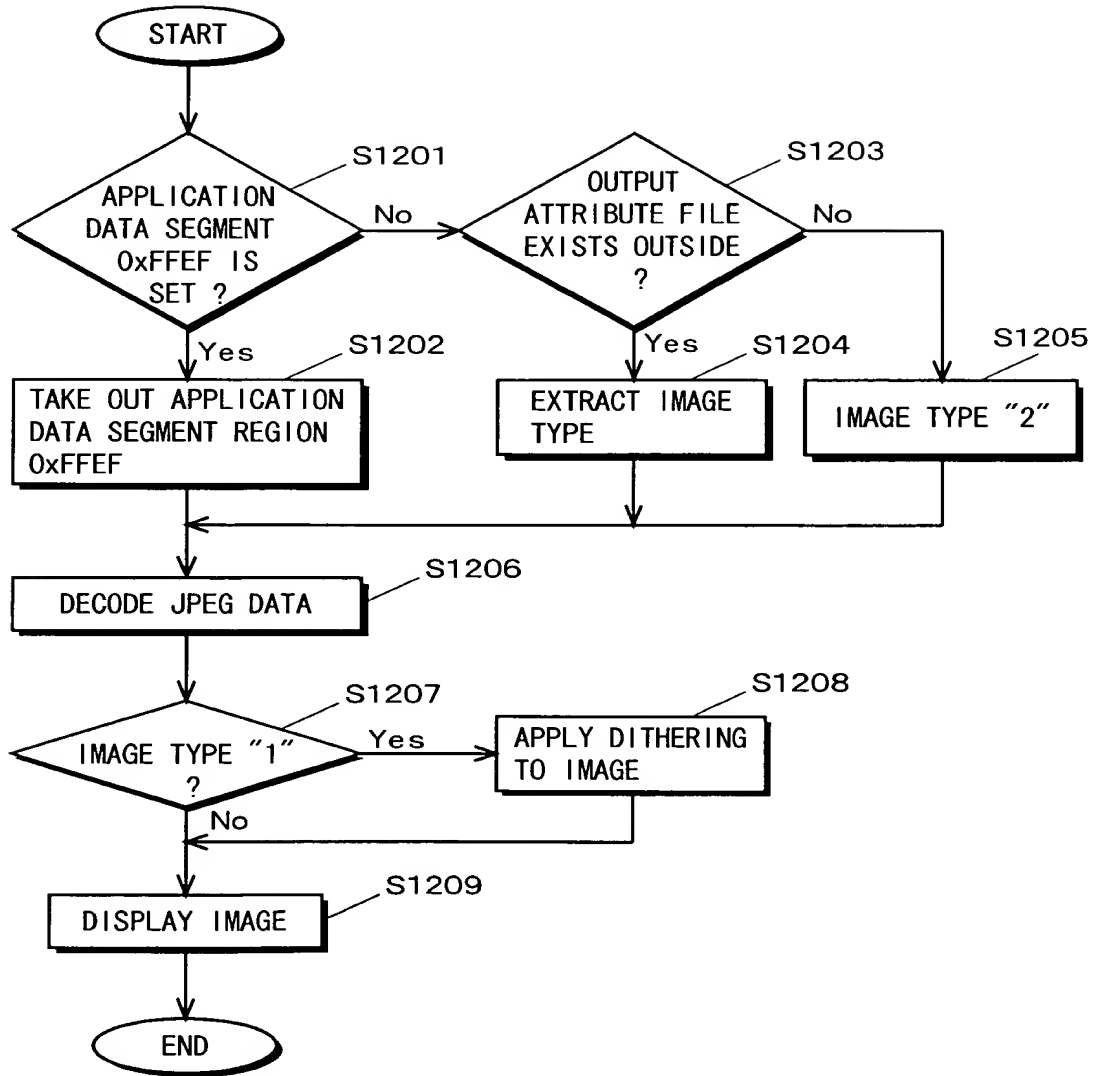 START
S1201
APPLICATION
DATA SEGMENT
0xFFEF IS
SET ?
No
Yes
S1203
OUTPUT
ATTRIBUTE FILE
EXISTS OUTSIDE
?
No
Yes
S1202
TAKE OUT APPLICATION
DATA SEGMENT REGION
0xFFEF
S1204
EXTRACT IMAGE
TYPE
S1205
IMAGE TYPE "2"
S1206
DECODE JPEG DATA
S1207
IMAGE TYPE "1"
?
Yes
No
S1208
APPLY DITHERING
TO IMAGE
S1209
DISPLAY IMAGE
END